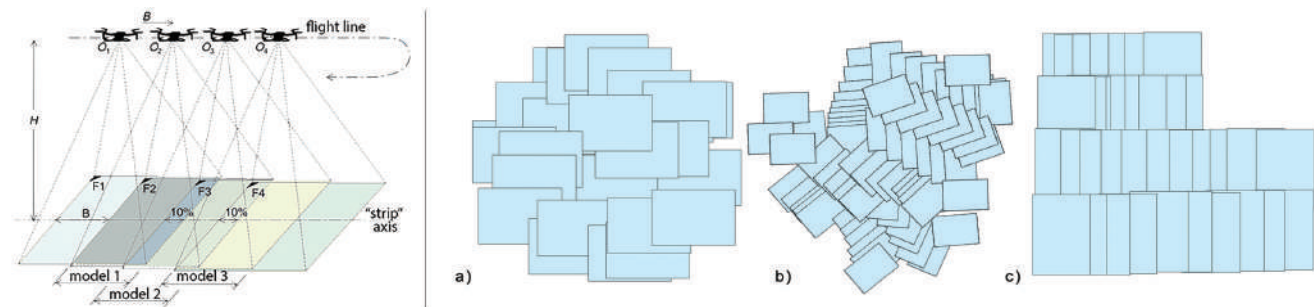 B
flight line
O1 O2 O3 O4
H
F1 F2 F3 F4
B 10% 10% "strip"
axis
model 1 model 3
model 2
a) b) c)